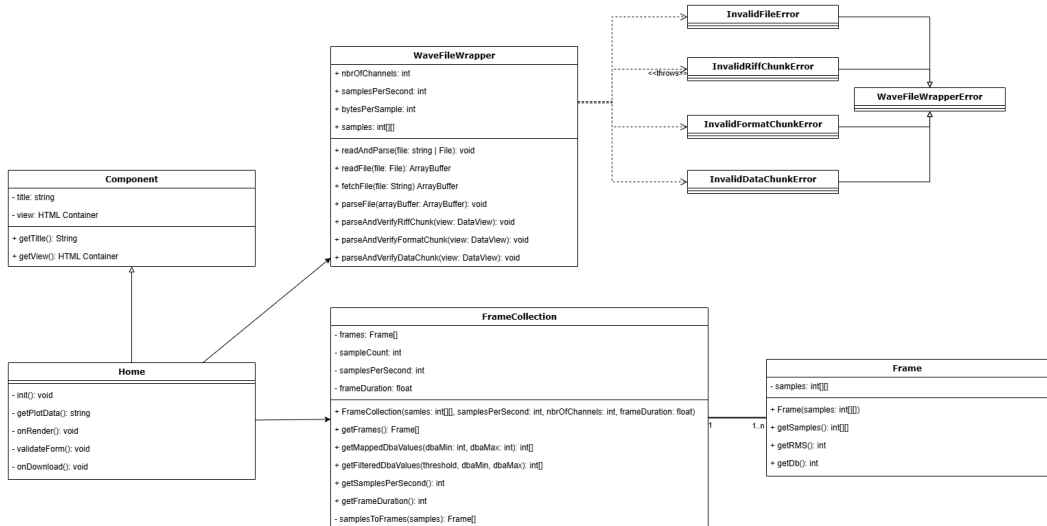 InvalidFileError
InvalidRiffChunkError
<<throws>>
WaveFileWrapperError
InvalidFormatChunkError
InvalidDataChunkError
WaveFileWrapper
+ nbrOfChannels: int
+ samplesPerSecond: int
+ bytesPerSample: int
+ samples: int[][]
+ readAndParse(file: string | File): void
+ readFile(file: File): ArrayBuffer
+ fetchFile(file: String) ArrayBuffer
+ parseFile(arrayBuffer: ArrayBuffer): void
+ parseAndVerifyRiffChunk(view: DataView): void
+ parseAndVerifyFormatChunk(view: DataView): void
+ parseAndVerifyDataChunk(view: DataView): void
Component
- title: string
- view: HTML Container
+ getTitle(): String
+ getView(): HTML Container
Home
- init(): void
- getPlotData(): string
- onRender(): void
- validateForm(): void
- onDownload(): void
FrameCollection
- frames: Frame[]
- sampleCount: int
- samplesPerSecond: int
- frameDuration: float
+ FrameCollection(samles: int[][], samplesPerSecond: int, nbrOfChannels: int, frameDuration: float)
+ getFrames(): Frame[]
+ getMappedDbaValues(dbaMin: int, dbaMax: int): int[]
+ getFilteredDbaValues(threshold, dbaMin, dbaMax): int[]
+ getSamplesPerSecond(): int
+ getFrameDuration(): int
- samplesToFrames(samples): Frame[]
1
1..n
Frame
- samples: int[][]
+ Frame(samples: int[][])
+ getSamples(): int[][]
+ getRMS(): int
+ getDb(): int